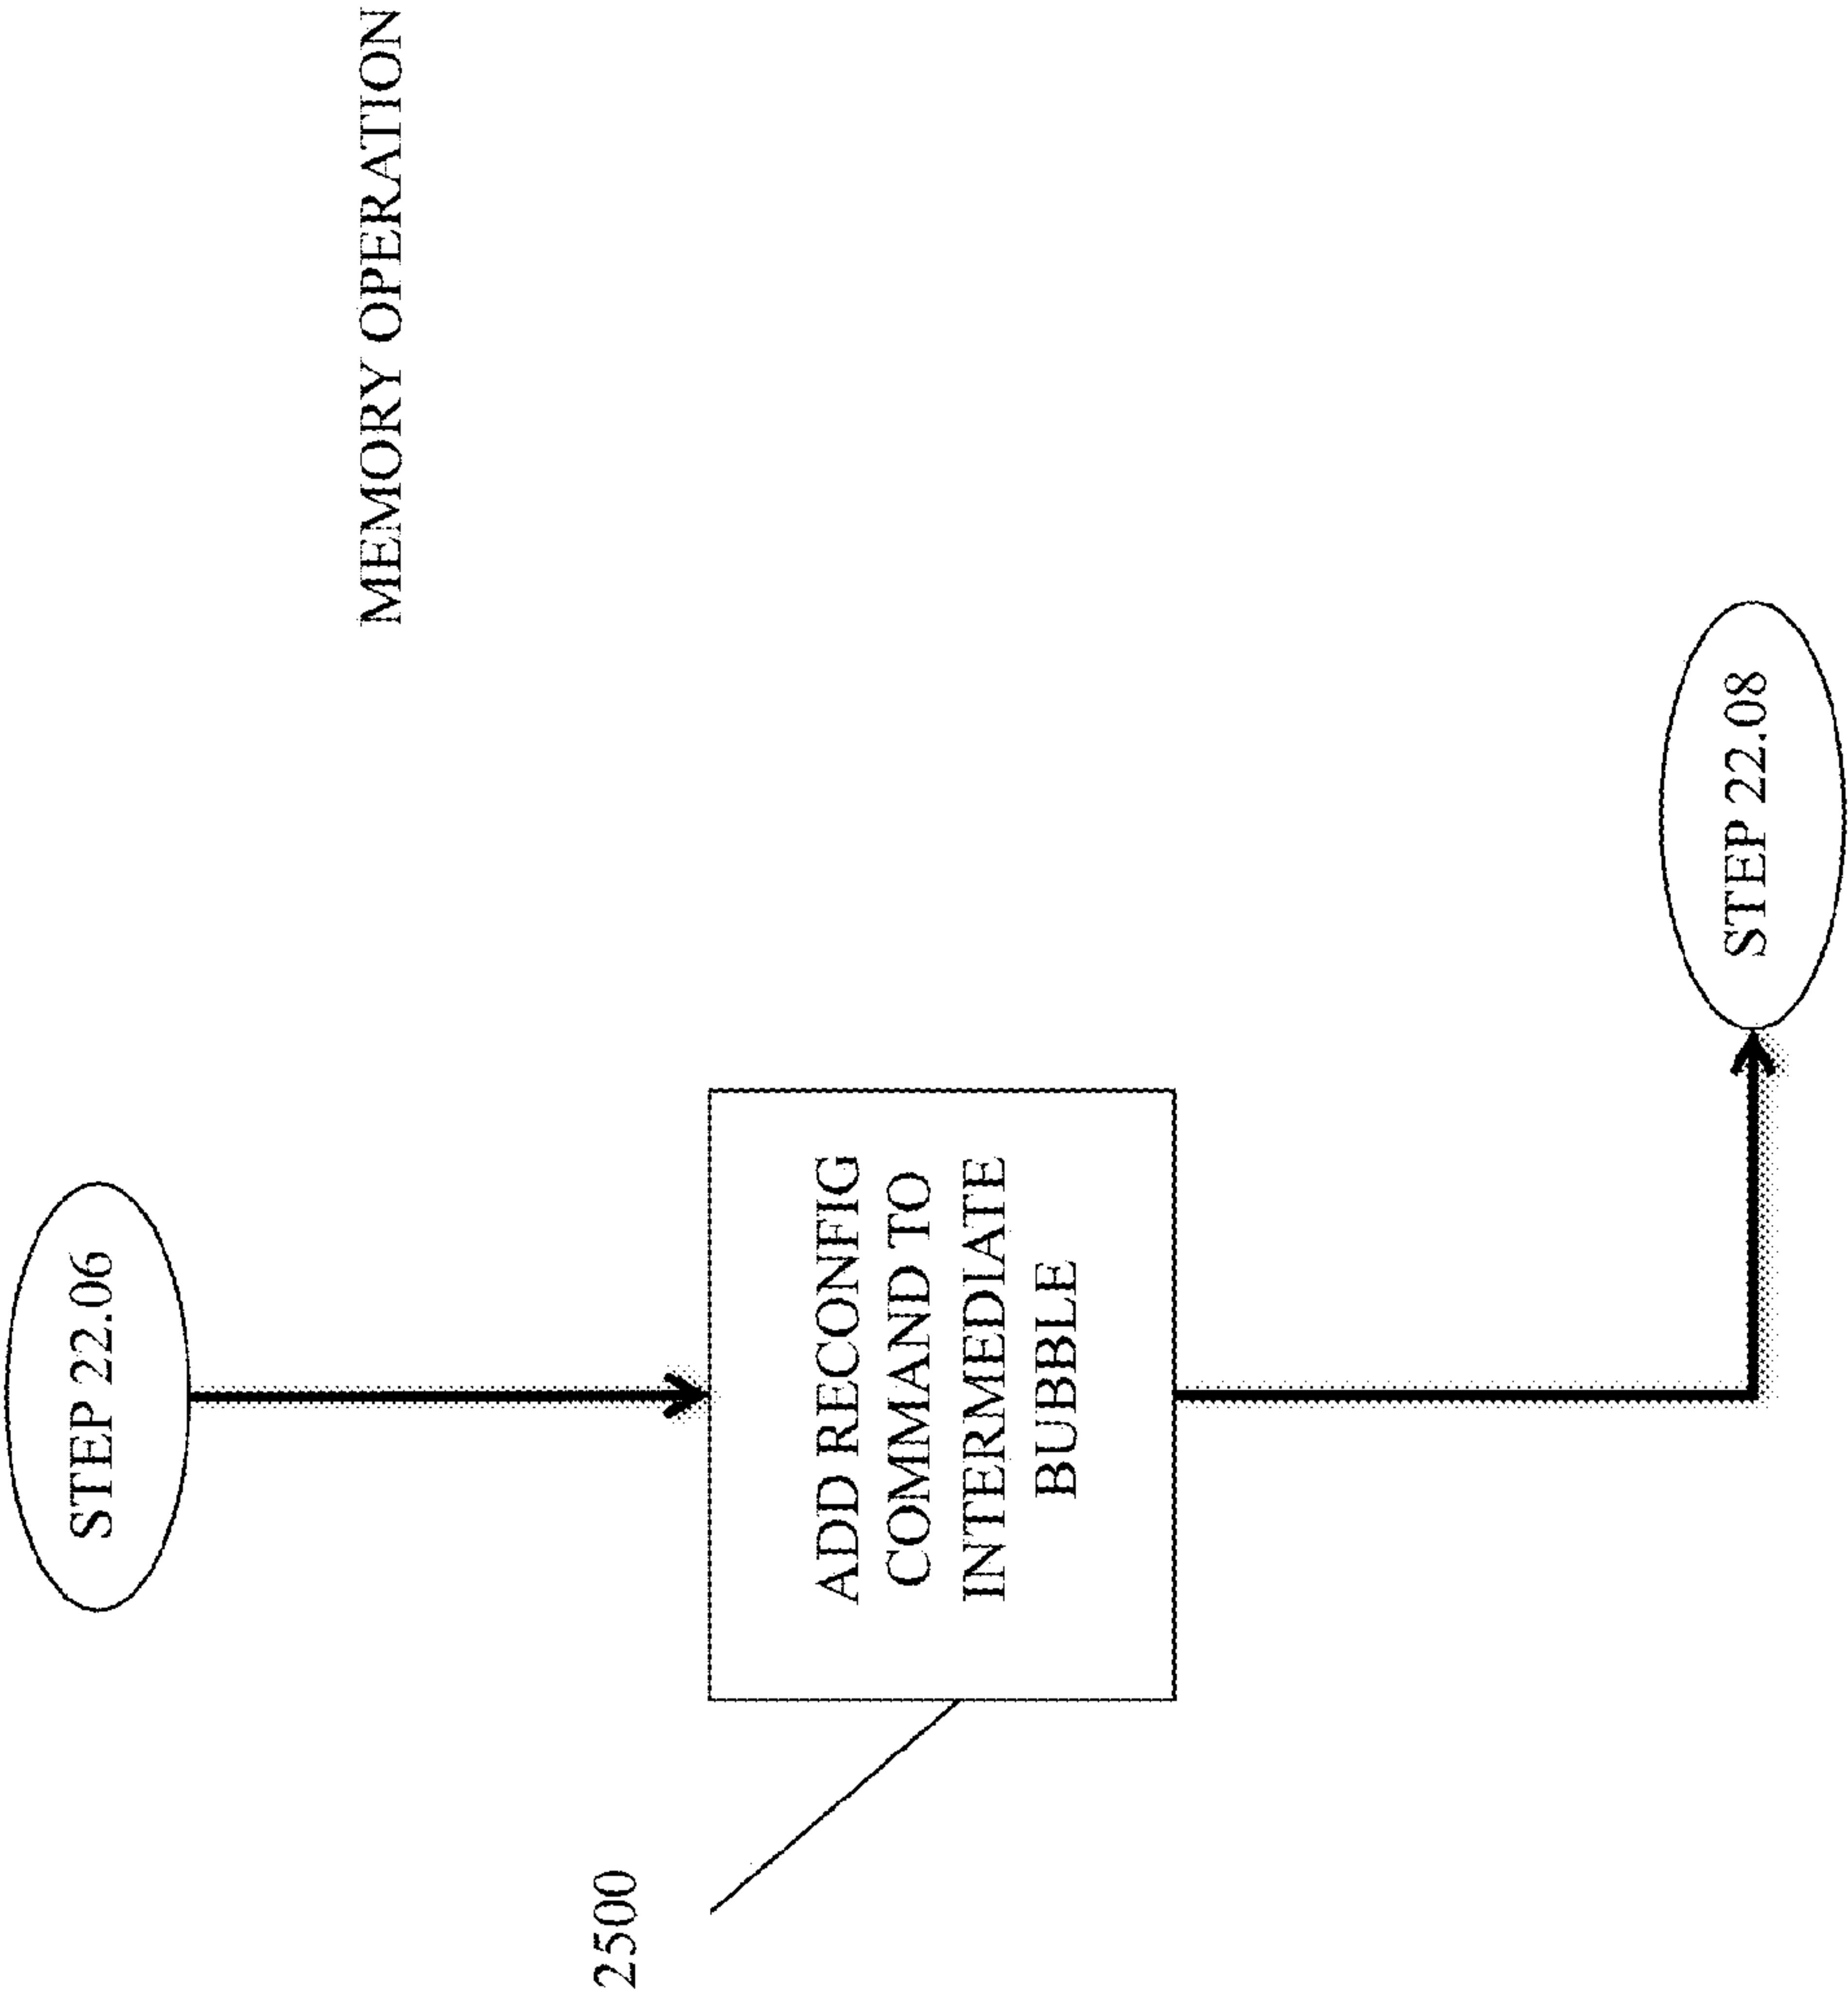 MEMORY OPERATION
STEP 22.06
2500
ADD RECONFIG
COMMAND TO
INTERMEDIATE
BUBBLE
STEP 22.08